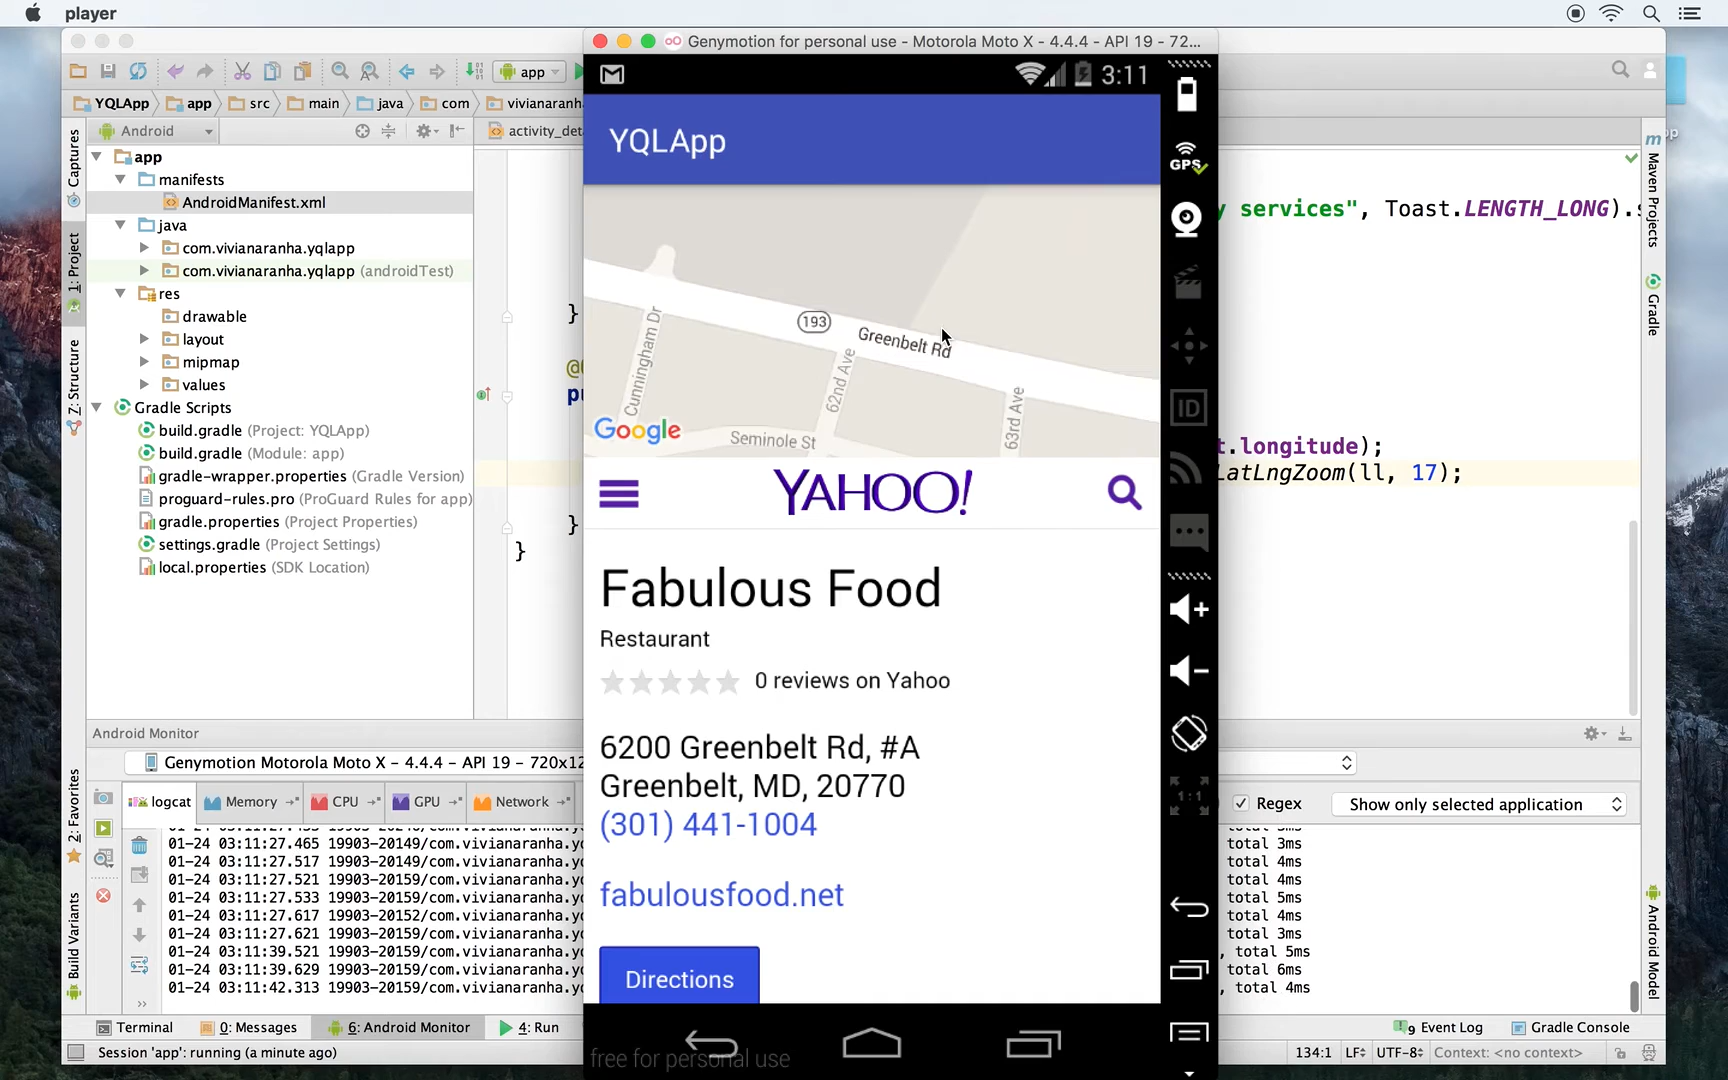 player
Genymotion for personal use - Motorola Moto X - 4.4.4 - API 19 - 72...
app
YQLApp
app
src
main
java
com
Android
activity_det
Captures
1: Project
Z: Structure
2: Favorites
Build Variants
app
manifests
AndroidManifest.xml
java
com.vivianaranha.yqlapp
com.vivianaranha.yqlapp (androidTest)
res
drawable
layout
mipmap
values
Gradle Scripts
build.gradle (Project: YQLApp)
build.gradle (Module: app)
gradle-wrapper.properties (Gradle Version)
proguard-rules.pro (ProGuard Rules for app)
gradle.properties (Project Properties)
settings.gradle (Project Settings)
local.properties (SDK Location)
}
}
}
3:11
YQLApp
193
Greenbelt Rd
Cunningham Dr
62nd Ave
63rd Ave
Seminole St
Google
YAHOO!
Fabulous Food
Restaurant
0 reviews on Yahoo
6200 Greenbelt Rd, #A
Greenbelt, MD, 20770
(301) 441-1004
fabulousfood.net
Directions
free for personal use
GPS
ID
1:1
services", Toast.LENGTH_LONG).
.longitude);
LatLngZoom(ll, 17);
Maven Projects
Gradle
Android Model
Android Monitor
Genymotion Motorola Moto X - 4.4.4 - API 19 - 720x12
logcat
Memory
CPU
GPU
Network
Regex
Show only selected application
01-24 03:11:27.465 19903-20149/com.vivianaranha.yq
total 3ms
01-24 03:11:27.517 19903-20149/com.vivianaranha.yq
total 4ms
01-24 03:11:27.521 19903-20159/com.vivianaranha.yq
total 4ms
01-24 03:11:27.533 19903-20159/com.vivianaranha.yq
total 5ms
01-24 03:11:27.617 19903-20152/com.vivianaranha.yq
total 4ms
01-24 03:11:27.621 19903-20159/com.vivianaranha.yq
total 3ms
01-24 03:11:39.521 19903-20159/com.vivianaranha.yq
, total 5ms
01-24 03:11:39.629 19903-20159/com.vivianaranha.yq
total 6ms
01-24 03:11:42.313 19903-20159/com.vivianaranha.yq
, total 4ms
Terminal
0: Messages
6: Android Monitor
4: Run
Event Log
Gradle Console
Session 'app': running (a minute ago)
134:1
LF
UTF-8
Context: <no context>